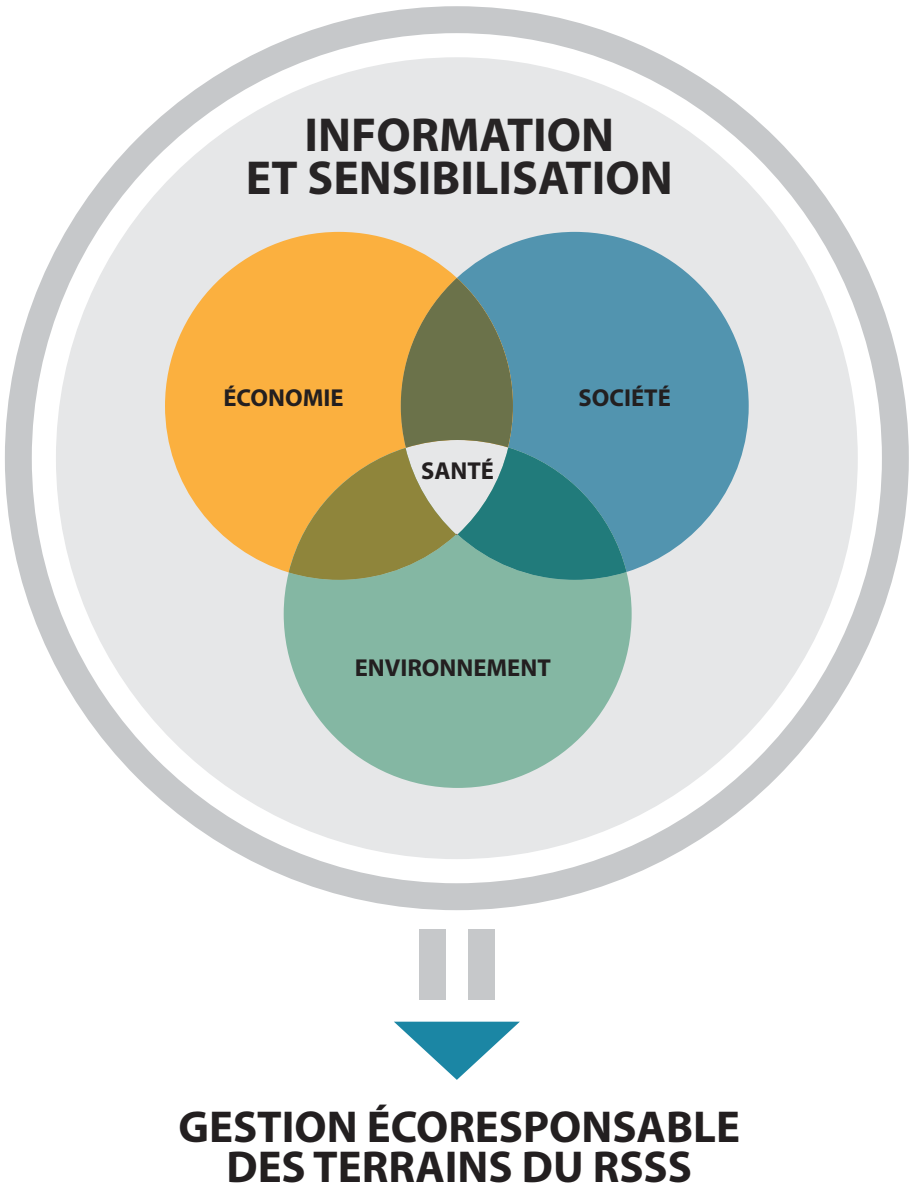 INFORMATION
ET SENSIBILISATION
ÉCONOMIE
SOCIÉTÉ
SANTÉ
ENVIRONNEMENT
GESTION ÉCORESPONSABLE
DES TERRAINS DU RSSS